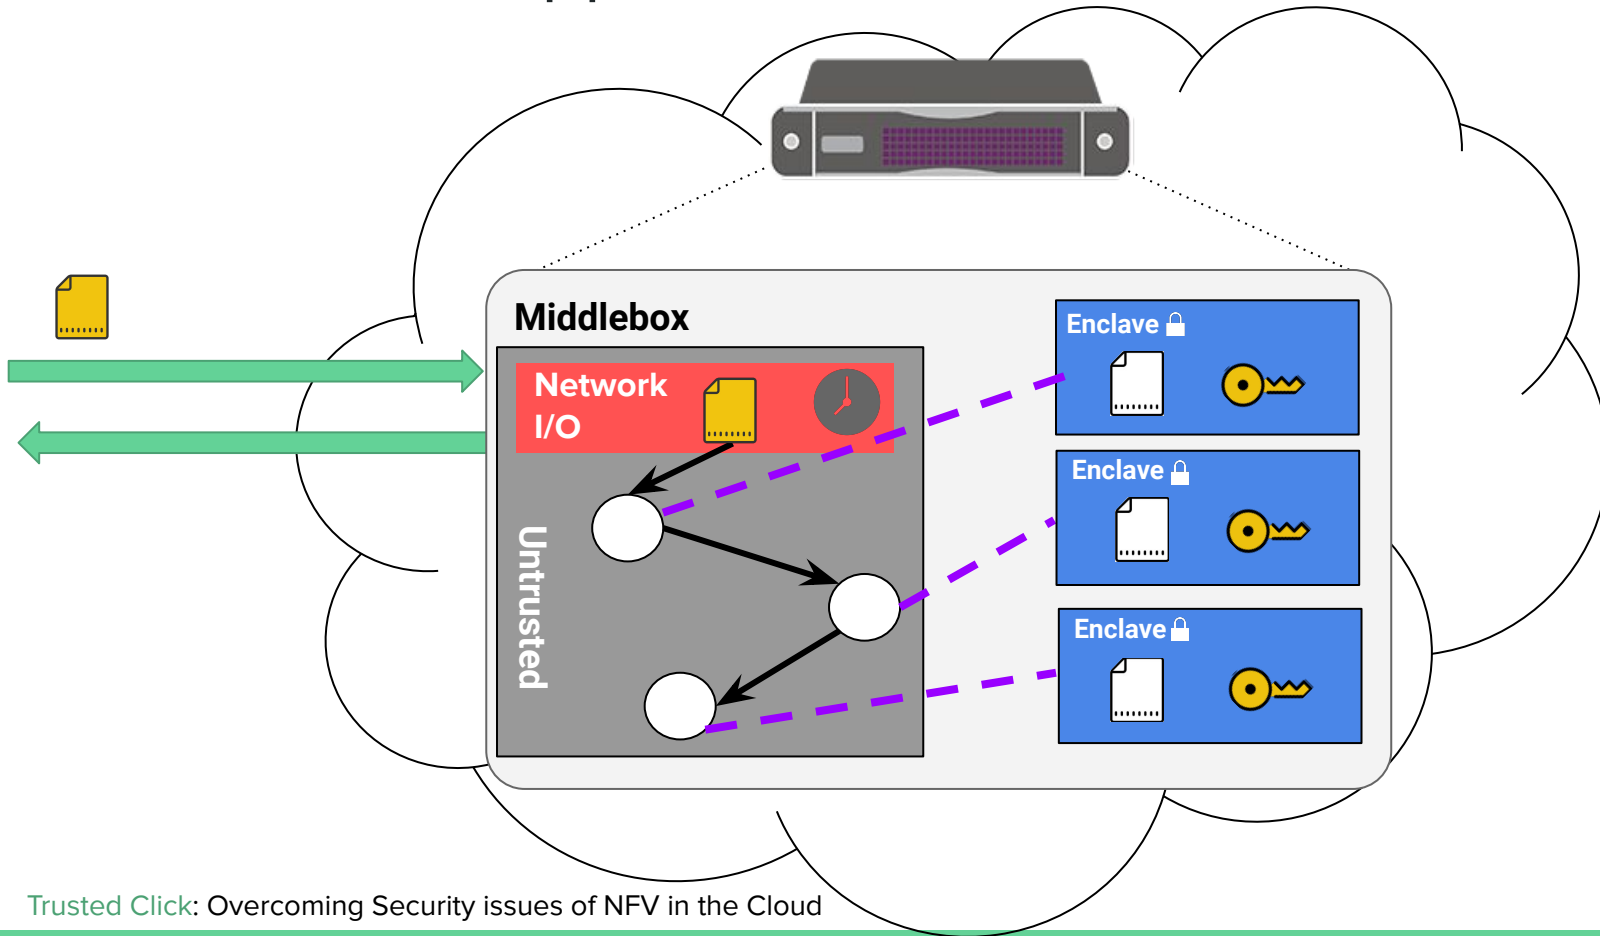 Middlebox
Network
I/O
Untrusted
Enclave
Enclave
Enclave
Trusted Click: Overcoming Security issues of NFV in the Cloud